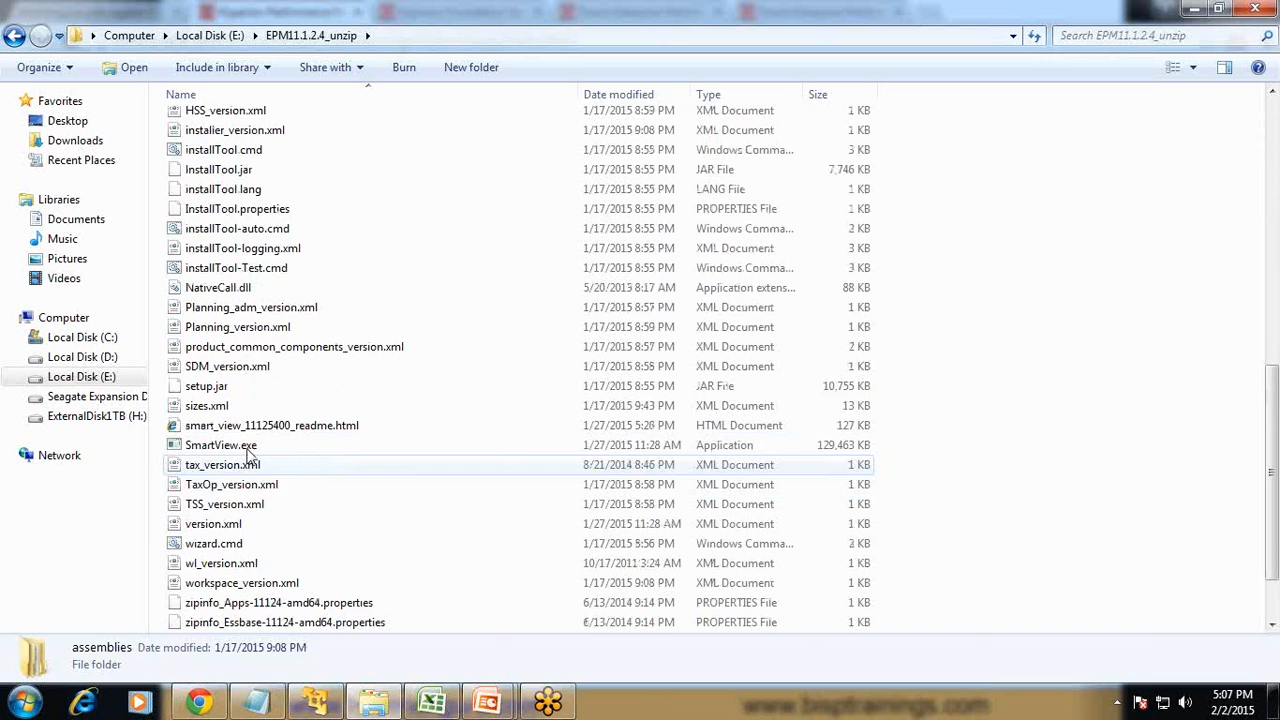 Computer Local Disk (E:) EPM11.1.2.4_unzip Search EPM11.1.2.4_unzip
Organize Open Include in library Share with Burn New folder
Name Date modified Type Size
Favorites
Desktop
Downloads
Recent Places
Libraries
Documents
Music
Pictures
Videos
Computer
Local Disk (C:)
Local Disk (D:)
Local Disk (E:)
Seagate Expansion D
ExternalDisk1TB (H:)
Network
HSS_version.xml 1/17/2015 8:59 PM XML Document 1 KB
installer_version.xml 1/17/2015 9:08 PM XML Document 1 KB
installTool.cmd 1/17/2015 8:55 PM Windows Comma... 3 KB
InstallTool.jar 1/17/2015 8:55 PM JAR File 7,746 KB
installTool.lang 1/17/2015 8:55 PM LANG File 1 KB
InstallTool.properties 1/17/2015 8:55 PM PROPERTIES File 1 KB
installTool-auto.cmd 1/17/2015 8:55 PM Windows Comma... 2 KB
installTool-logging.xml 1/17/2015 8:55 PM XML Document 3 KB
installTool-Test.cmd 1/17/2015 8:55 PM Windows Comma... 3 KB
NativeCall.dll 5/20/2015 8:17 AM Application extens... 88 KB
Planning_adm_version.xml 1/17/2015 8:57 PM XML Document 1 KB
Planning_version.xml 1/17/2015 8:59 PM XML Document 1 KB
product_common_components_version.xml 1/17/2015 8:57 PM XML Document 2 KB
SDM_version.xml 1/17/2015 8:58 PM XML Document 1 KB
setup.jar 1/17/2015 8:55 PM JAR File 10,755 KB
sizes.xml 1/17/2015 9:43 PM XML Document 13 KB
smart_view_11125400_readme.html 1/27/2015 5:26 PM HTML Document 127 KB
SmartView.exe 1/27/2015 11:28 AM Application 129,463 KB
tax_version.xml 8/21/2014 8:46 PM XML Document 1 KB
TaxOp_version.xml 1/17/2015 8:58 PM XML Document 1 KB
TSS_version.xml 1/17/2015 8:58 PM XML Document 1 KB
version.xml 1/27/2015 11:28 AM XML Document 1 KB
wizard.cmd 1/17/2015 8:56 PM Windows Comma... 2 KB
wl_version.xml 10/17/2011 3:24 AM XML Document 1 KB
workspace_version.xml 1/17/2015 9:08 PM XML Document 1 KB
zipinfo_Apps-11124-amd64.properties 6/13/2014 9:14 PM PROPERTIES File 1 KB
zipinfo_Essbase-11124-amd64.properties 6/13/2014 9:14 PM PROPERTIES File 1 KB
assemblies Date modified: 1/17/2015 9:08 PM
File folder
5:07 PM
2/2/2015